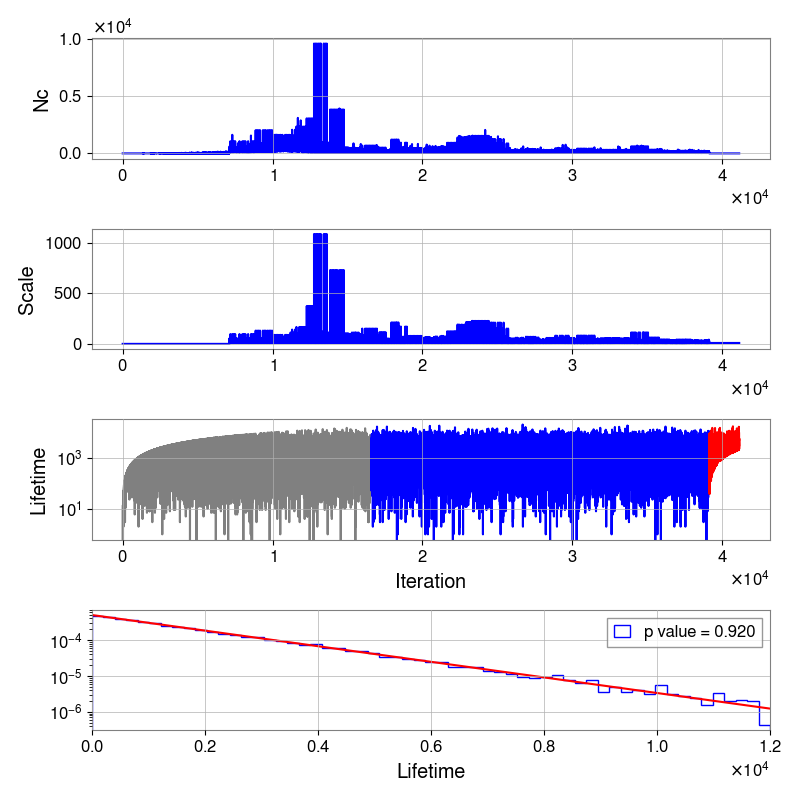 ×10⁴
1.0
0.5
0.0
Nc
0 1 2 3 4
×10⁴
1000
500
0
Scale
0 1 2 3 4
×10⁴
10³
10¹
Lifetime
0 1 2 3 4
Iteration ×10⁴
p value = 0.920
10⁻⁴
10⁻⁵
10⁻⁶
0.0 0.2 0.4 0.6 0.8 1.0 1.2
Lifetime ×10⁴